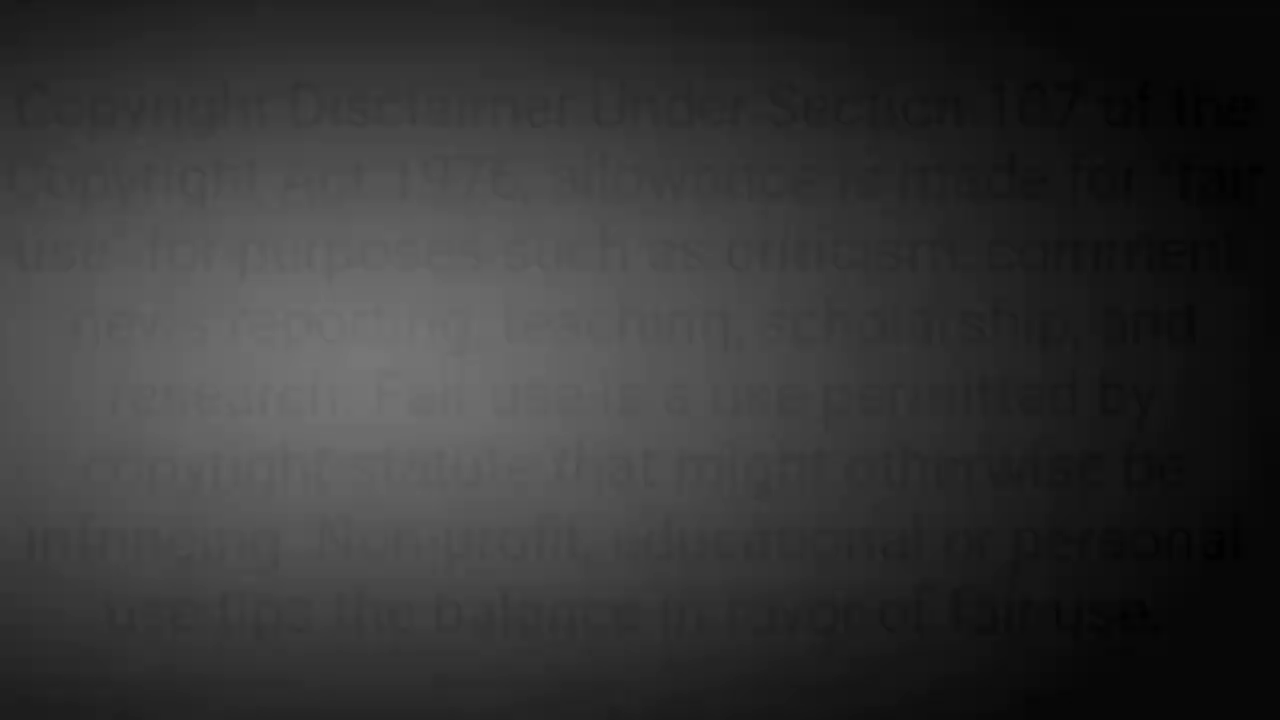 Copyright Disclaimer Under Section 107 of the
Copyright Act 1976, allowance is made for "fair
use" for purposes such as criticism, comment,
news reporting, teaching, scholarship, and
research. Fair use is a use permitted by
copyright statute that might otherwise be
infringing. Non-profit, educational or personal
use tips the balance in favor of fair use.